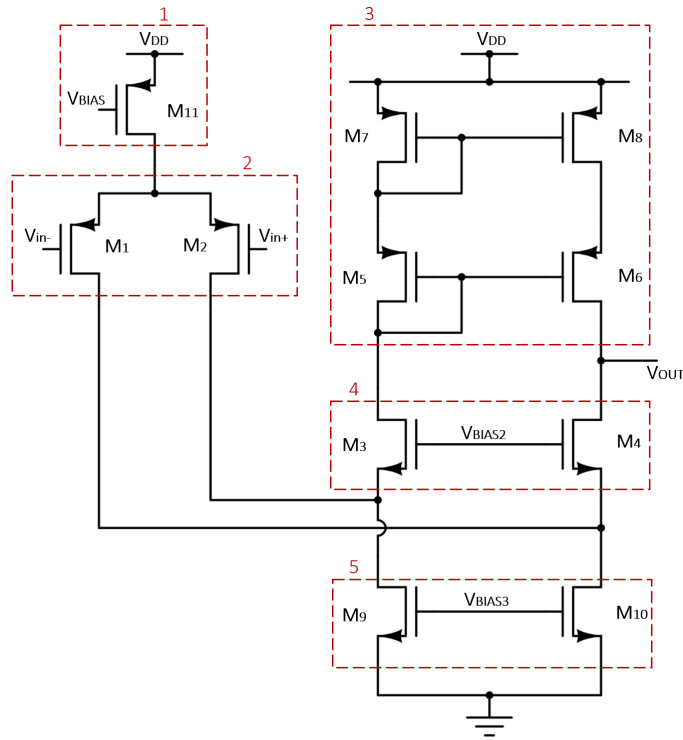 1
VDD
VBIAS
M11
2
Vin-
M1
M2
Vin+
3
VDD
M7
M8
M5
M6
VOUT
4
M3
VBIAS2
M4
5
M9
VBIAS3
M10